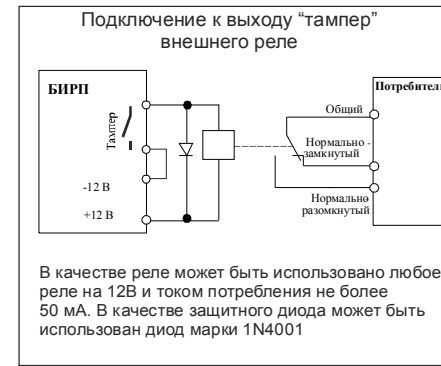 Подключение к выходу “тампер”
внешнего реле
БИРП
Тампер
-12 В
+12 В
Потребитель
Общий
Нормально -
замкнутый
Нормально
разомкнутый
В качестве реле может быть использовано любое
реле на 12В и током потребления не более
50 мА. В качестве защитного диода может быть
использован диод марки 1N4001